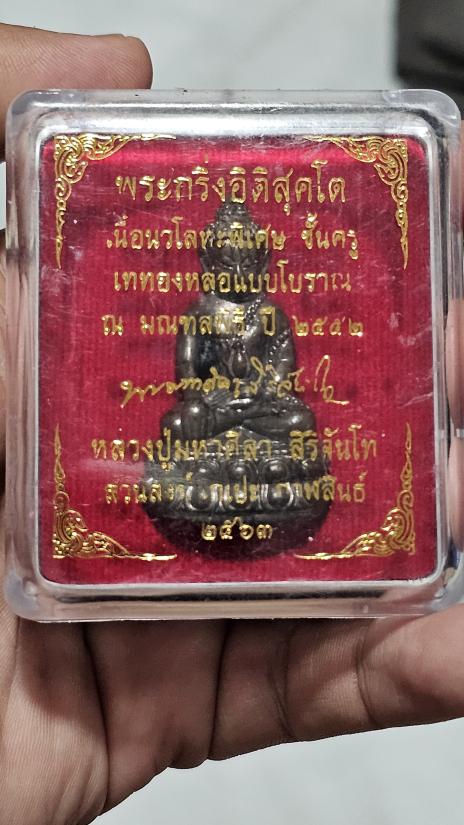 พระกริ่งอิติสุคโต
เนื้อนวโลหะพิเศษ ชั้นครู
เททองหล่อแบบโบราณ
ณ มณฑลพิธี ปี ๒๕๔๒
หลวงปู่มหาศิลา สิริจันโท
สวนสงฆ์ กาฬสินธ์
๒๕๖๓